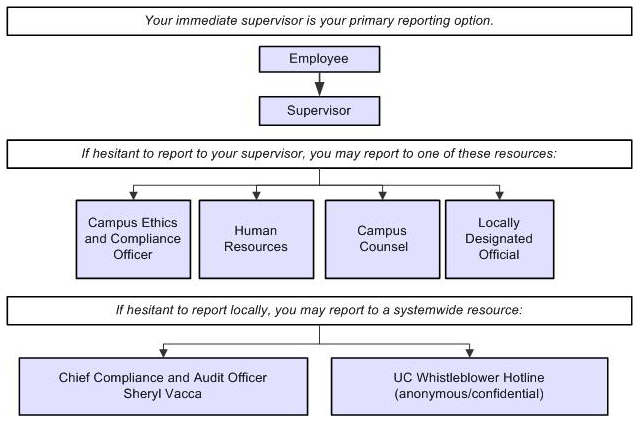 Your immediate supervisor is your primary reporting option.
Employee
Supervisor
If hesitant to report to your supervisor, you may report to one of these resources:
Campus Ethics
and Compliance
Officer
Human
Resources
Campus
Counsel
Locally
Designated
Official
If hesitant to report locally, you may report to a systemwide resource:
Chief Compliance and Audit Officer
Sheryl Vacca
UC Whistleblower Hotline
(anonymous/confidential)